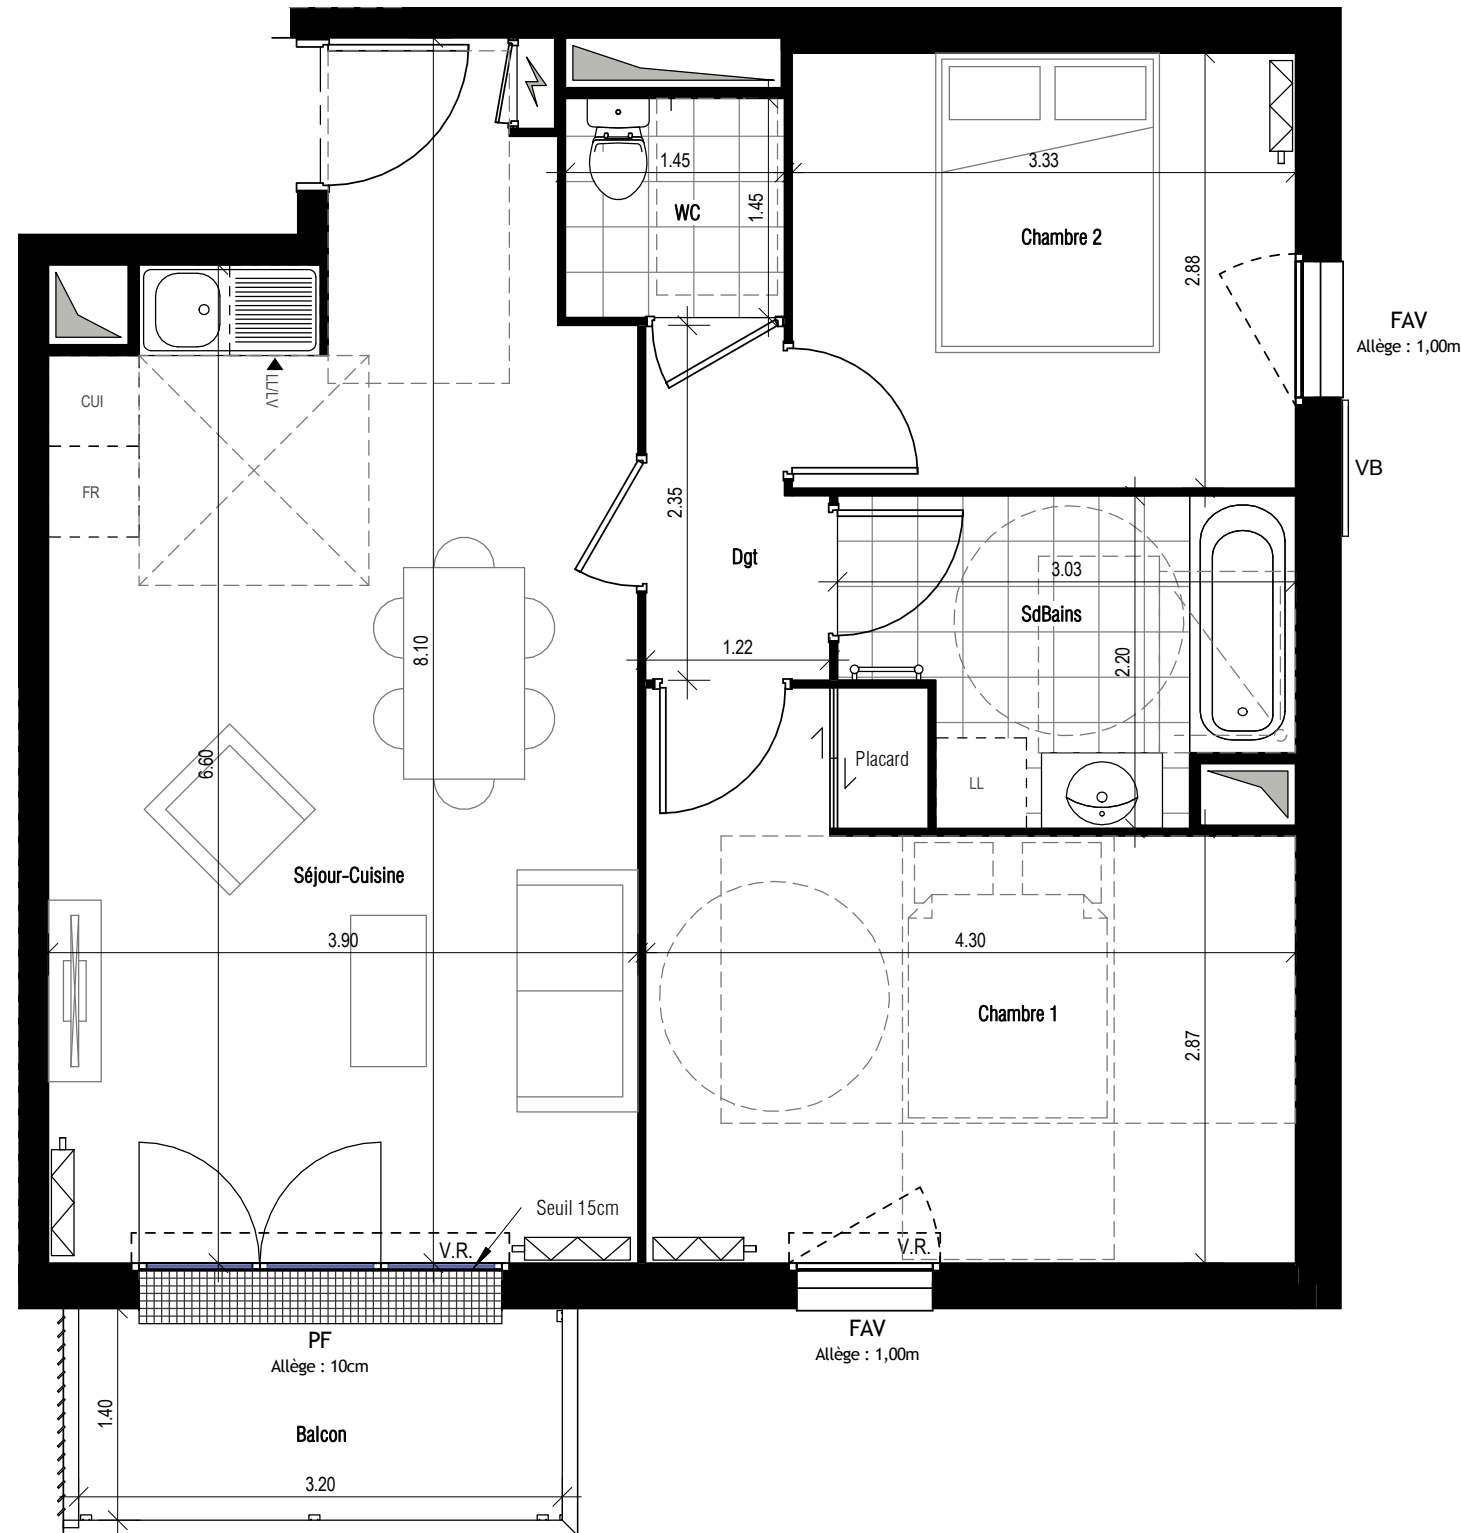 1.45
WC
1.45
3.33
Chambre 2
2.88
FAV
Allège : 1,00m
VB
LL/LV
CUI
FR
2.35
Dgt
3.03
SdBains
2.20
1.22
8.10
6.60
Placard
LL
Séjour-Cuisine
3.90
4.30
Chambre 1
2.87
Seuil 15cm
V.R.
V.R.
PF
Allège : 10cm
FAV
Allège : 1,00m
1.40
Balcon
3.20